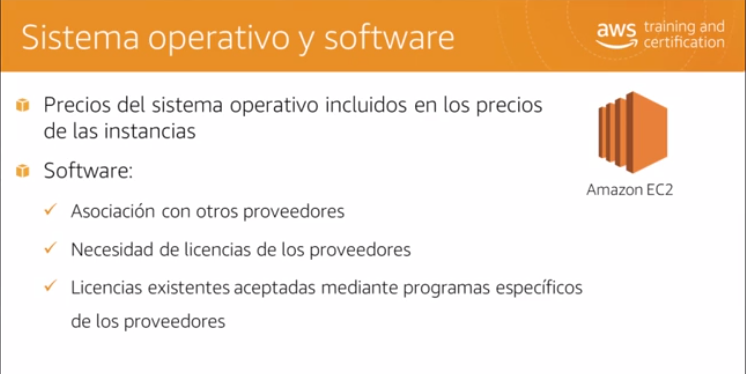 Sistema operativo y software
aws training and
certification
Precios del sistema operativo incluidos en los precios
de las instancias
Software:
Asociación con otros proveedores
Necesidad de licencias de los proveedores
Licencias existentes aceptadas mediante programas específicos
de los proveedores
Amazon EC2